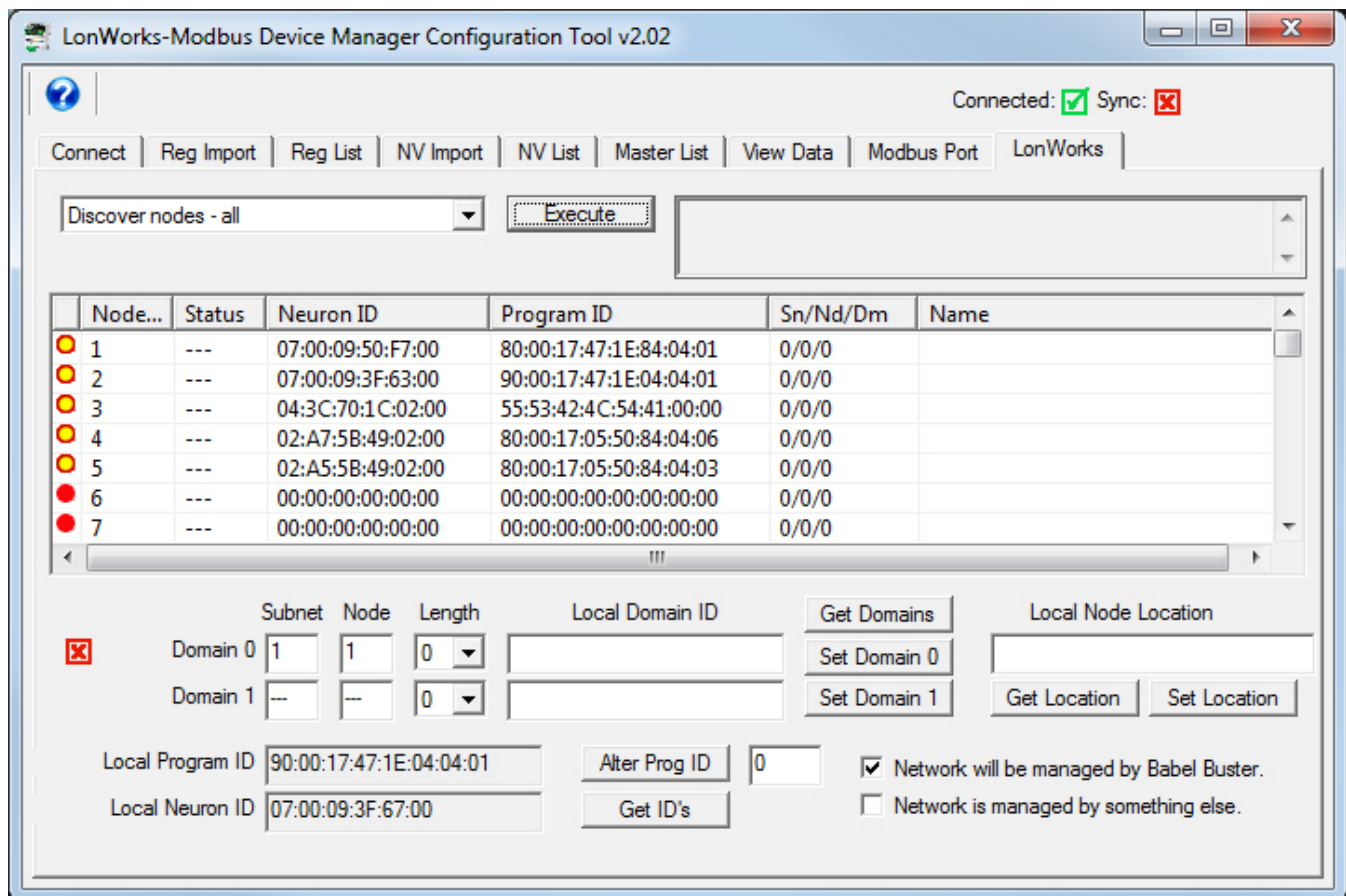 LonWorks-Modbus Device Manager Configuration Tool v2.02
Connected: Sync:
Connect Reg Import Reg List NV Import NV List Master List View Data Modbus Port LonWorks
Discover nodes - all Execute
Node... Status Neuron ID Program ID Sn/Nd/Dm Name
1 --- 07:00:09:50:F7:00 80:00:17:47:1E:84:04:01 0/0/0
2 --- 07:00:09:3F:63:00 90:00:17:47:1E:04:04:01 0/0/0
3 --- 04:3C:70:1C:02:00 55:53:42:4C:54:41:00:00 0/0/0
4 --- 02:A7:5B:49:02:00 80:00:17:05:50:84:04:06 0/0/0
5 --- 02:A5:5B:49:02:00 80:00:17:05:50:84:04:03 0/0/0
6 --- 00:00:00:00:00:00 00:00:00:00:00:00:00:00 0/0/0
7 --- 00:00:00:00:00:00 00:00:00:00:00:00:00:00 0/0/0
Subnet Node Length Local Domain ID Get Domains Local Node Location
Domain 0 1 1 0 Set Domain 0
Domain 1 --- --- 0 Set Domain 1 Get Location Set Location
Local Program ID 90:00:17:47:1E:04:04:01 Alter Prog ID 0 Network will be managed by Babel Buster.
Local Neuron ID 07:00:09:3F:67:00 Get ID's Network is managed by something else.